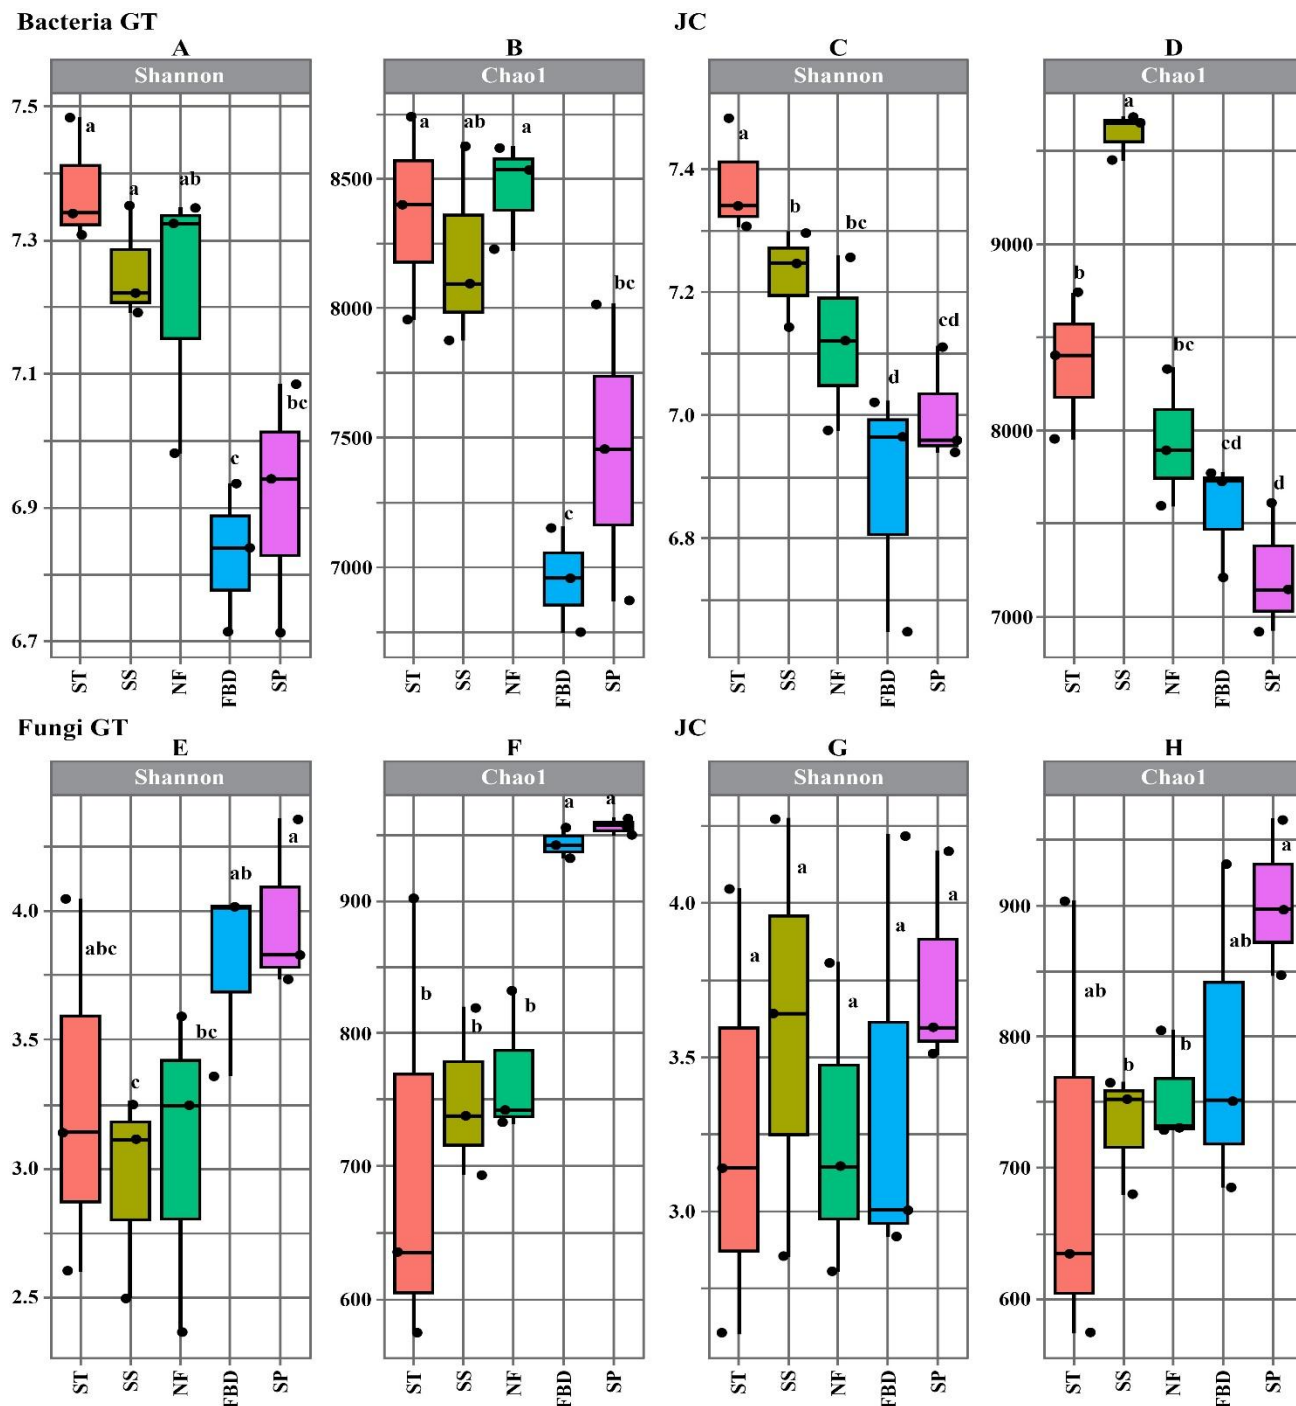 Bacteria GT
JC
A
B
C
D
Shannon
Chao1
Shannon
Chao1
7.5
7.3
7.1
6.9
6.7
a
a
ab
c
bc
ST
SS
NF
FBD
SP
8500
8000
7500
7000
a
ab
a
c
bc
ST
SS
NF
FBD
SP
7.4
7.2
7.0
6.8
a
b
bc
d
cd
ST
SS
NF
FBD
SP
9000
8000
7000
b
a
bc
cd
d
ST
SS
NF
FBD
SP
Fungi GT
JC
E
F
G
H
Shannon
Chao1
Shannon
Chao1
4.0
3.5
3.0
2.5
abc
c
bc
ab
a
ST
SS
NF
FBD
SP
900
800
700
600
b
b
b
a
a
ST
SS
NF
FBD
SP
4.0
3.5
3.0
a
a
a
a
a
ST
SS
NF
FBD
SP
900
800
700
600
ab
b
b
ab
a
ST
SS
NF
FBD
SP